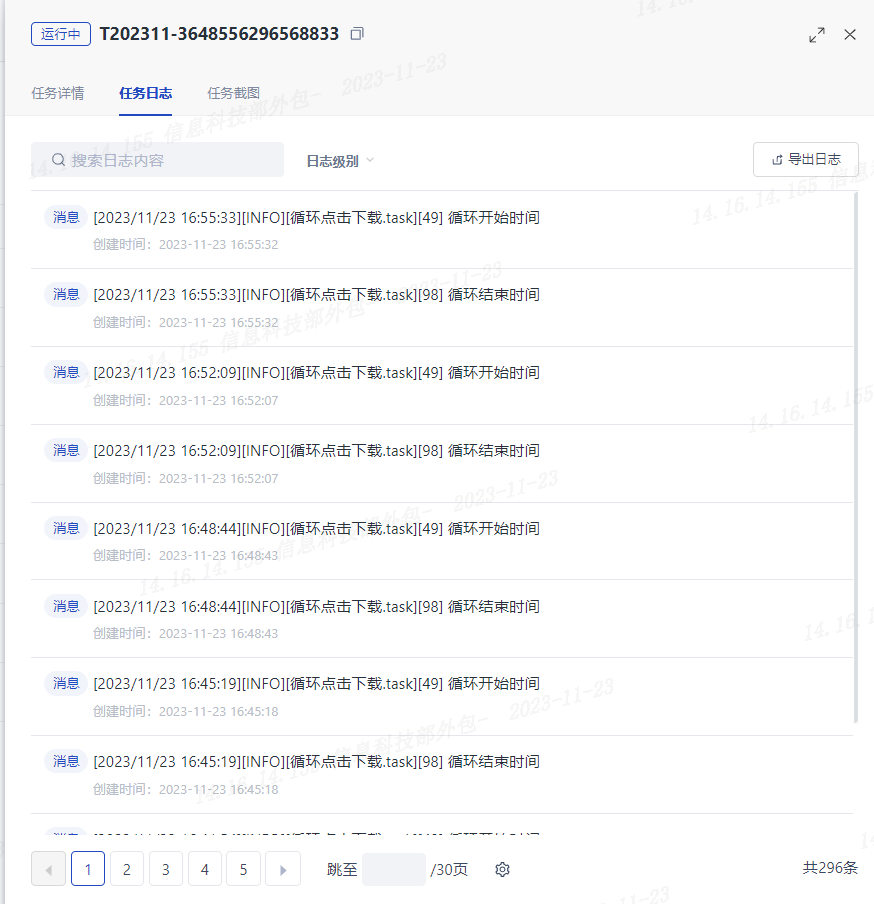 运行中 T202311-3648556296568833
任务详情 任务日志 任务截图
搜索日志内容 日志级别 导出日志
消息 [2023/11/23 16:55:33][INFO][循环点击下载.task][49] 循环开始时间
创建时间：2023-11-23 16:55:32
消息 [2023/11/23 16:55:33][INFO][循环点击下载.task][98] 循环结束时间
创建时间：2023-11-23 16:55:32
消息 [2023/11/23 16:52:09][INFO][循环点击下载.task][49] 循环开始时间
创建时间：2023-11-23 16:52:07
消息 [2023/11/23 16:52:09][INFO][循环点击下载.task][98] 循环结束时间
创建时间：2023-11-23 16:52:07
消息 [2023/11/23 16:48:44][INFO][循环点击下载.task][49] 循环开始时间
创建时间：2023-11-23 16:48:43
消息 [2023/11/23 16:48:44][INFO][循环点击下载.task][98] 循环结束时间
创建时间：2023-11-23 16:48:43
消息 [2023/11/23 16:45:19][INFO][循环点击下载.task][49] 循环开始时间
创建时间：2023-11-23 16:45:18
消息 [2023/11/23 16:45:19][INFO][循环点击下载.task][98] 循环结束时间
创建时间：2023-11-23 16:45:18
1 2 3 4 5 跳至 /30页 共296条
14.16.14.155 信息科技部外包- 2023-11-23